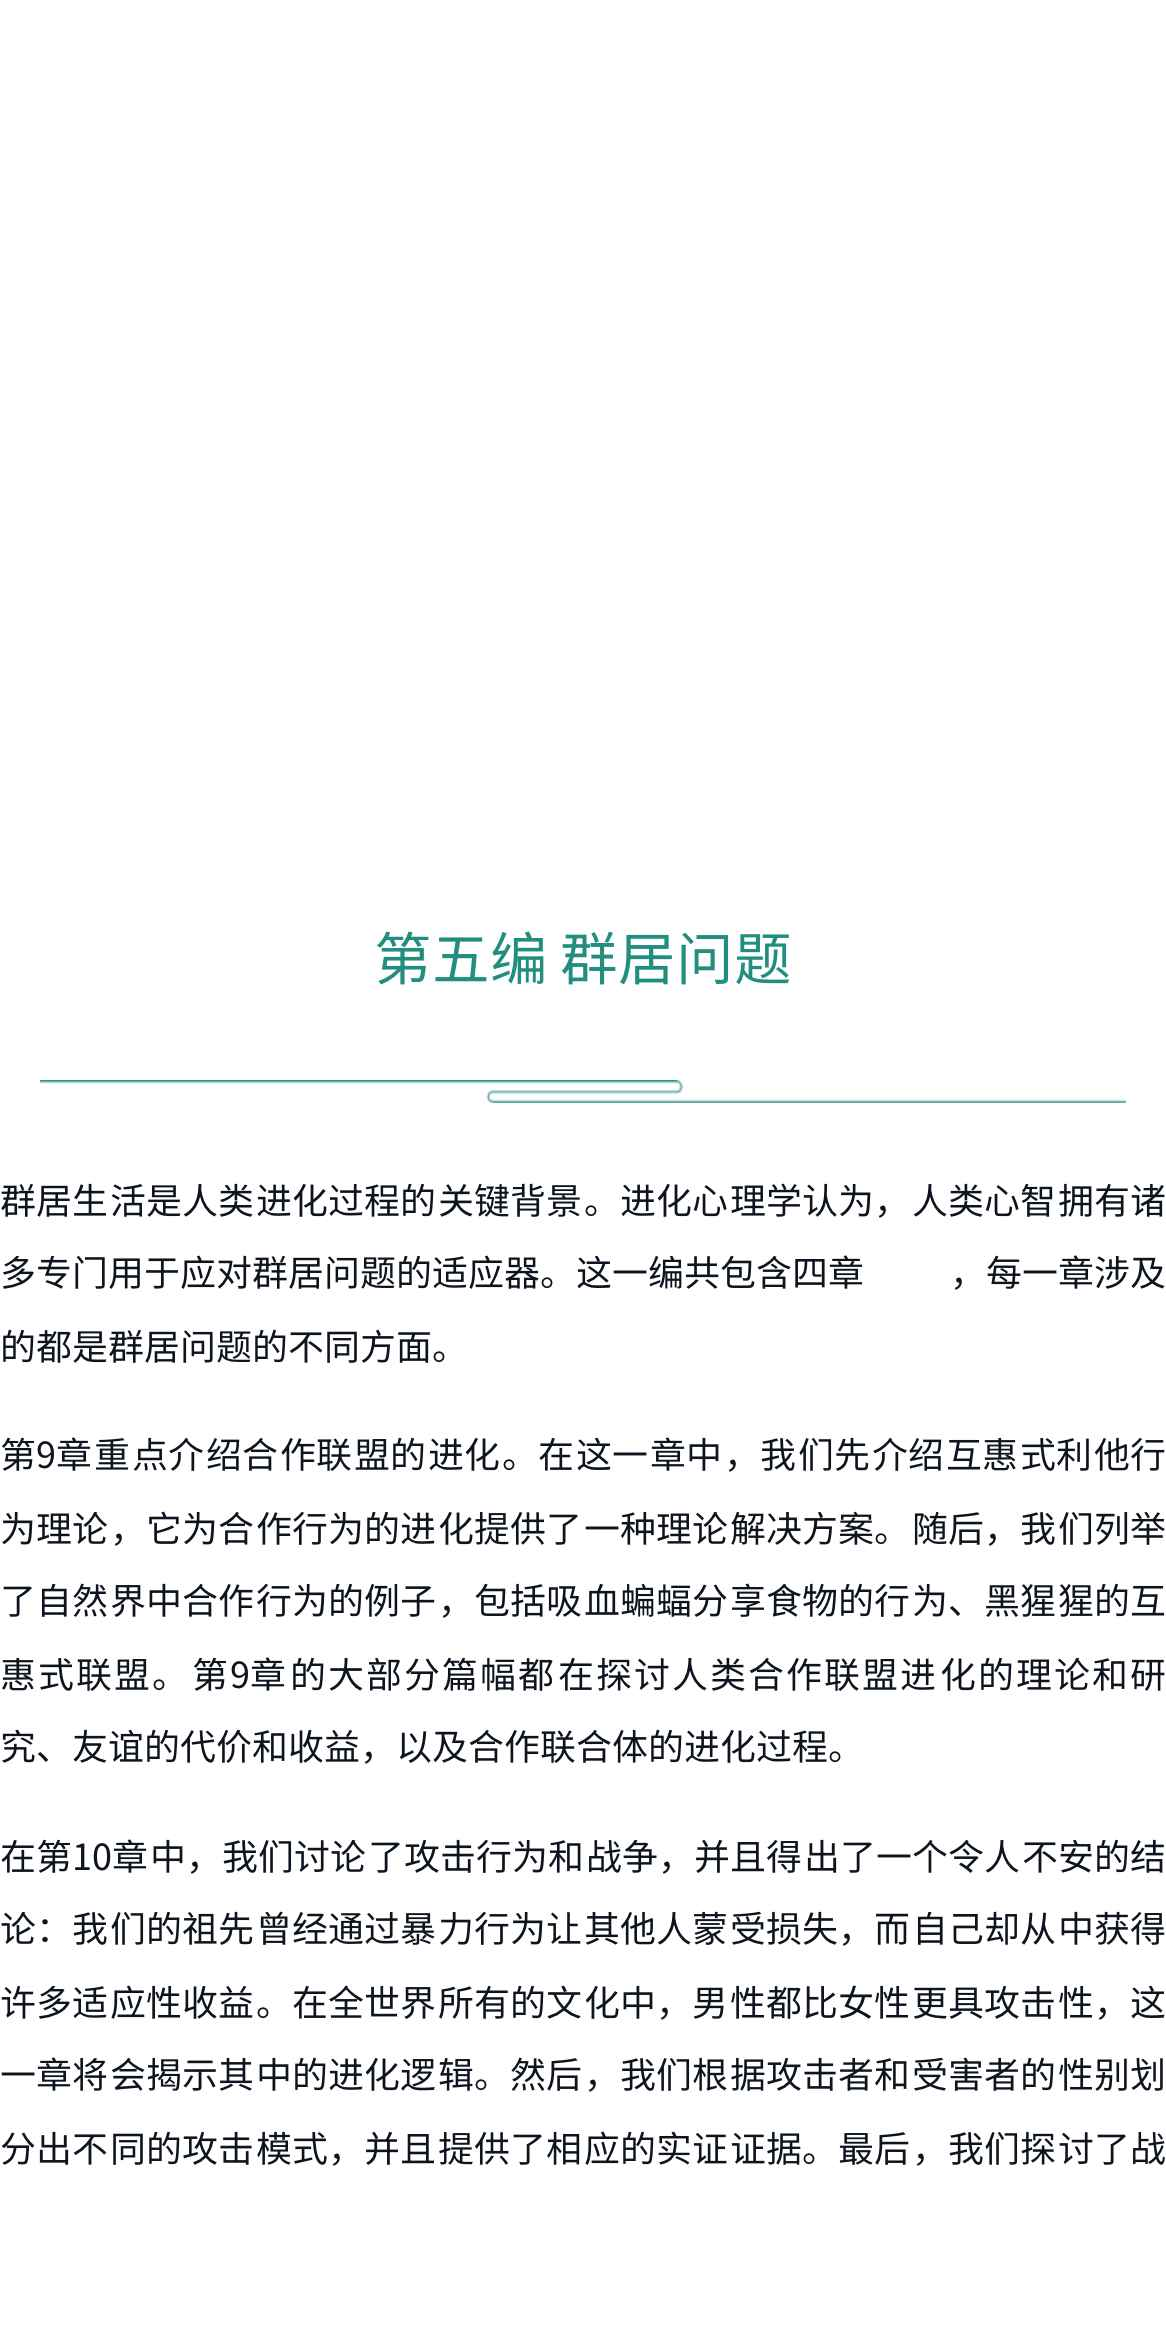 第五编 群居问题
群居生活是人类进化过程的关键背景。进化心理学认为，人类心智拥有诸
多专门用于应对群居问题的适应器。这一编共包含四章　　，每一章涉及
的都是群居问题的不同方面。
第9章重点介绍合作联盟的进化。在这一章中，我们先介绍互惠式利他行
为理论，它为合作行为的进化提供了一种理论解决方案。随后，我们列举
了自然界中合作行为的例子，包括吸血蝙蝠分享食物的行为、黑猩猩的互
惠式联盟。第9章的大部分篇幅都在探讨人类合作联盟进化的理论和研
究、友谊的代价和收益，以及合作联合体的进化过程。
在第10章中，我们讨论了攻击行为和战争，并且得出了一个令人不安的结
论：我们的祖先曾经通过暴力行为让其他人蒙受损失，而自己却从中获得
许多适应性收益。在全世界所有的文化中，男性都比女性更具攻击性，这
一章将会揭示其中的进化逻辑。然后，我们根据攻击者和受害者的性别划
分出不同的攻击模式，并且提供了相应的实证证据。最后，我们探讨了战